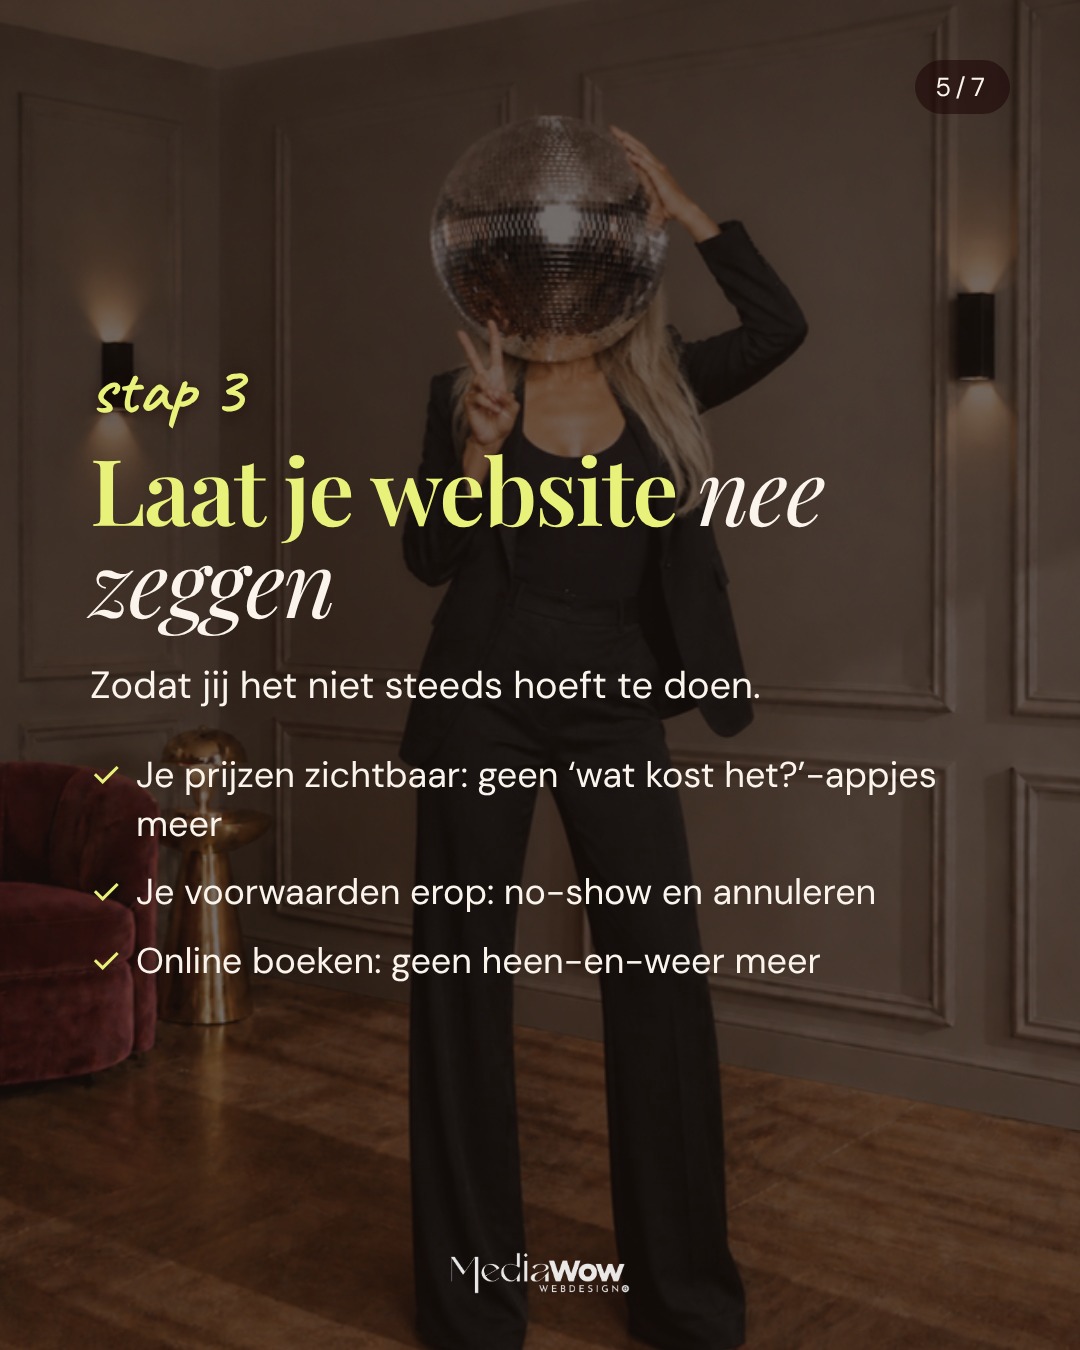 5/7
stap 3
Laat je website nee
zeggen
Zodat jij het niet steeds hoeft te doen.
✓ Je prijzen zichtbaar: geen ‘wat kost het?’-appjes
meer
✓ Je voorwaarden erop: no-show en annuleren
✓ Online boeken: geen heen-en-weer meer
MediaWow
WEBDESIGN